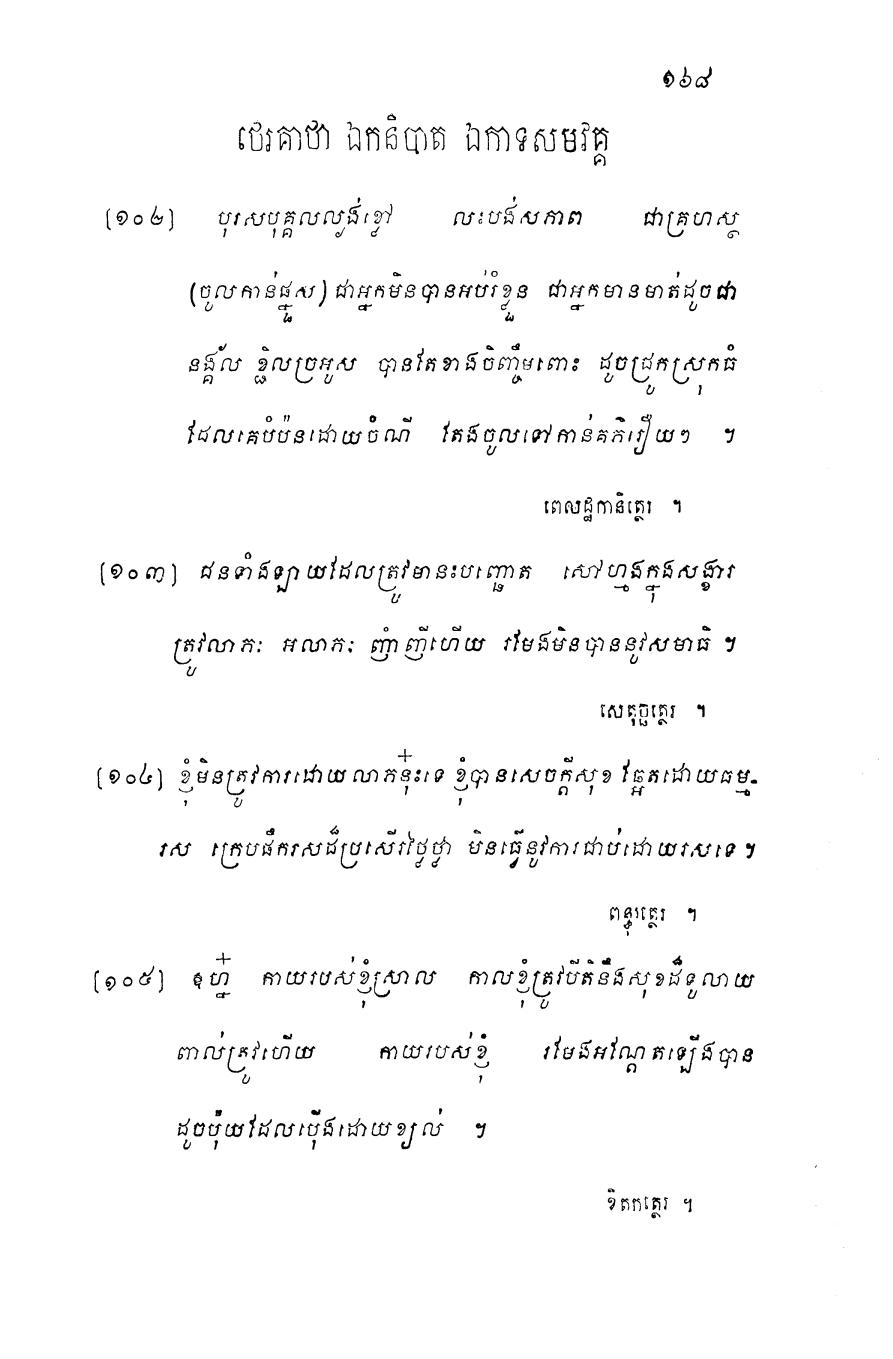 ១៦៨
ថេរគាថា ឯកនិបាត ឯកាទសមវគ្គ
(១០២) បុរសបុគ្គលល្ងង់ខ្លៅ លះបង់សភាព ជាគ្រហស្ថ
(ចូលកាន់ផ្នួស) ជាអ្នកមិនបានអប់រំខ្លួន ជាអ្នកមានមាត់ដូចជា
នង្គ័ល ខ្ជិលច្រអូស បានតែខាងចិញ្ចឹមពោះ ដូចជ្រូកស្រុកធំ
ដែលគេបំប៉នដោយចំណី តែងចូលទៅកាន់គភ៌រឿយៗ ។
ពេលដ្ឋកានិត្ថេរ ។
(១០៣) ជនទាំងឡាយដែលត្រូវមានះបញ្ឆោត សៅហ្មងក្នុងសង្ខារ
ត្រូវលាភៈ អលាភៈ ញាំញីហើយ រមែងមិនបាននូវសមាធិ ។
សេតុច្ឆត្ថេរ ។
(១០៤) ខ្ញុំមិនត្រូវការដោយលាភនុ៎ះទេ ខ្ញុំបានសេចក្តីសុខ ឆ្អែតដោយធម្ម-
រស ក្រេបផឹករសដ៏ប្រសើរថ្លៃថ្លា មិនធ្វើនូវការជាប់ដោយរសទេ ។
ពន្ធុរត្ថេរ ។
(១០៥) ឱហ្ន៎ កាយរបស់ខ្ញុំស្រាល កាលខ្ញុំត្រូវបីតិនឹងសុខដ៏ទូលាយ
ពាល់ត្រូវហើយ កាយរបស់ខ្ញុំ រមែងអណ្តែតឡើងបាន
ដូចប៉ុយដែលប៉ើងដោយខ្យល់ ។
ខិតកត្ថេរ ។